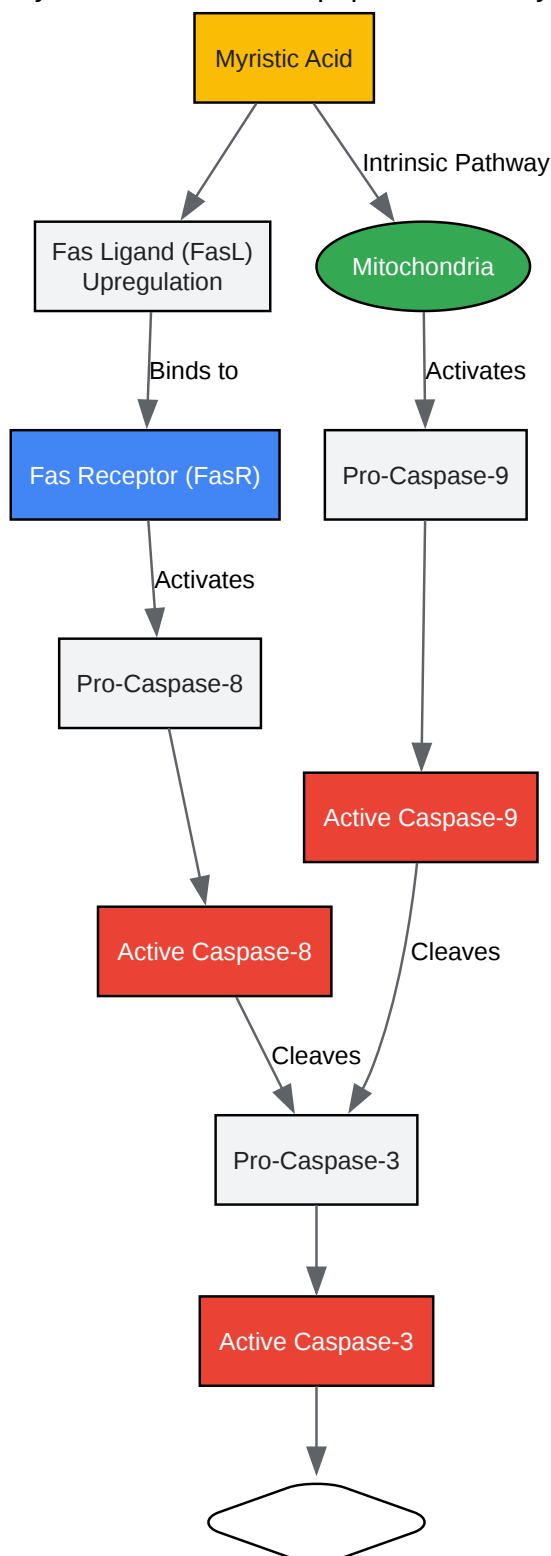 Myristic Acid
Intrinsic Pathway
Fas Ligand (FasL)
Upregulation
Mitochondria
Binds to
Activates
Fas Receptor (FasR)
Pro-Caspase-9
Activates
Pro-Caspase-8
Active Caspase-9
Active Caspase-8
Cleaves
Cleaves
Pro-Caspase-3
Active Caspase-3